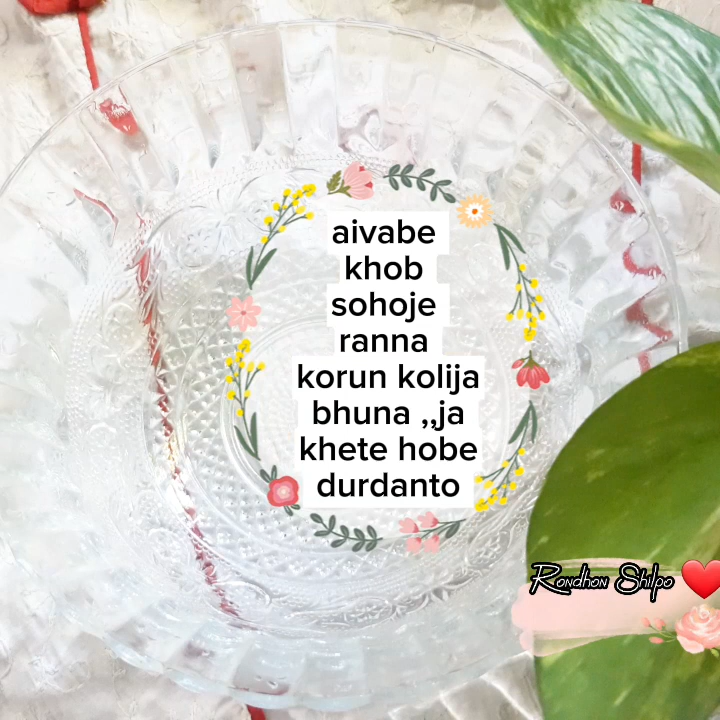 aivabe
khob
sohoje
ranna
korun kolija
bhuna ,,ja
khete hobe
durdanto
Rondhon Shilpo